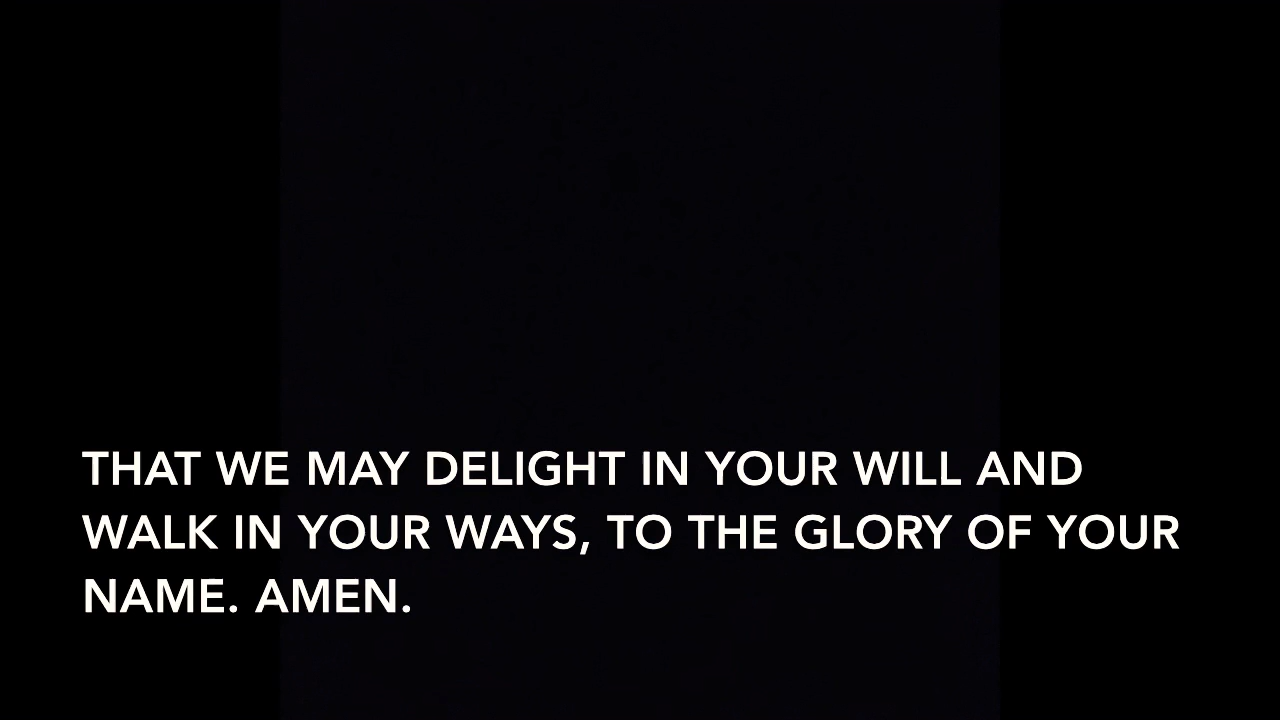 THAT WE MAY DELIGHT IN YOUR WILL AND
WALK IN YOUR WAYS, TO THE GLORY OF YOUR
NAME. AMEN.